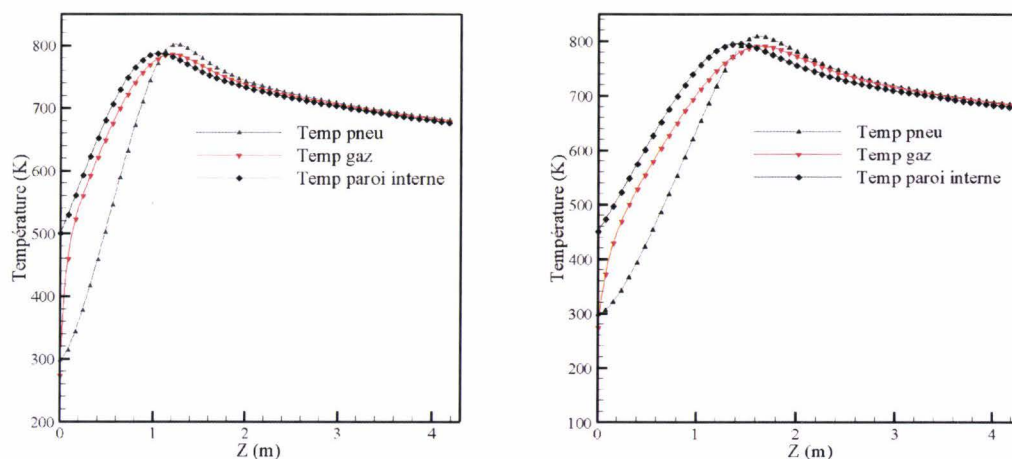 800
700
600
500
400
300
200
Température (K)
Temp pneu
Temp gaz
Temp paroi interne
0
1
2
3
4
Z (m)
800
700
600
500
400
300
200
100
Température (K)
Temp pneu
Temp gaz
Temp paroi interne
0
1
2
3
4
Z (m)